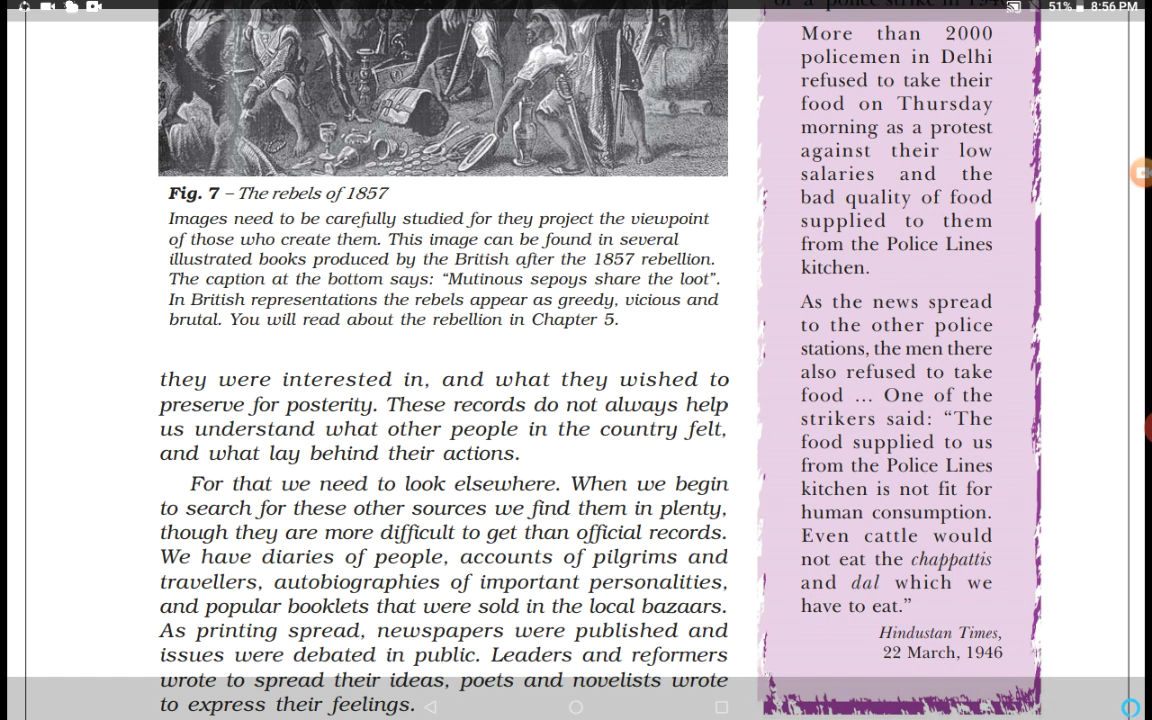 51% 8:56 PM
Fig. 7 – The rebels of 1857
Images need to be carefully studied for they project the viewpoint
of those who create them. This image can be found in several
illustrated books produced by the British after the 1857 rebellion.
The caption at the bottom says: “Mutinous sepoys share the loot”.
In British representations the rebels appear as greedy, vicious and
brutal. You will read about the rebellion in Chapter 5.
they were interested in, and what they wished to
preserve for posterity. These records do not always help
us understand what other people in the country felt,
and what lay behind their actions.
For that we need to look elsewhere. When we begin
to search for these other sources we find them in plenty,
though they are more difficult to get than official records.
We have diaries of people, accounts of pilgrims and
travellers, autobiographies of important personalities,
and popular booklets that were sold in the local bazaars.
As printing spread, newspapers were published and
issues were debated in public. Leaders and reformers
wrote to spread their ideas, poets and novelists wrote
to express their feelings.
of a police strike in
More than 2000
policemen in Delhi
refused to take their
food on Thursday
morning as a protest
against their low
salaries and the
bad quality of food
supplied to them
from the Police Lines
kitchen.
As the news spread
to the other police
stations, the men there
also refused to take
food ... One of the
strikers said: “The
food supplied to us
from the Police Lines
kitchen is not fit for
human consumption.
Even cattle would
not eat the chappattis
and dal which we
have to eat.”
Hindustan Times,
22 March, 1946